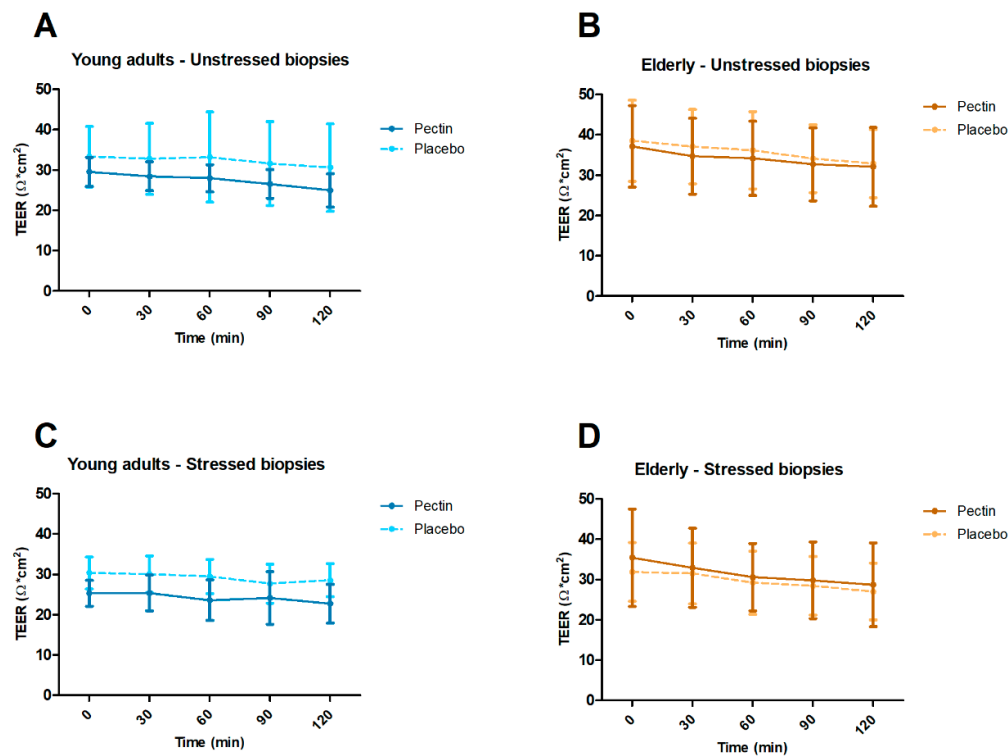 A
Young adults - Unstressed biopsies
50
40
30
20
10
0
TEER (Ω*cm²)
0
30
60
90
120
Time (min)
Pectin
Placebo
B
Elderly - Unstressed biopsies
50
40
30
20
10
0
TEER (Ω*cm²)
0
30
60
90
120
Time (min)
Pectin
Placebo
C
Young adults - Stressed biopsies
50
40
30
20
10
0
TEER (Ω*cm²)
0
30
60
90
120
Time (min)
Pectin
Placebo
D
Elderly - Stressed biopsies
50
40
30
20
10
0
TEER (Ω*cm²)
0
30
60
90
120
Time (min)
Pectin
Placebo